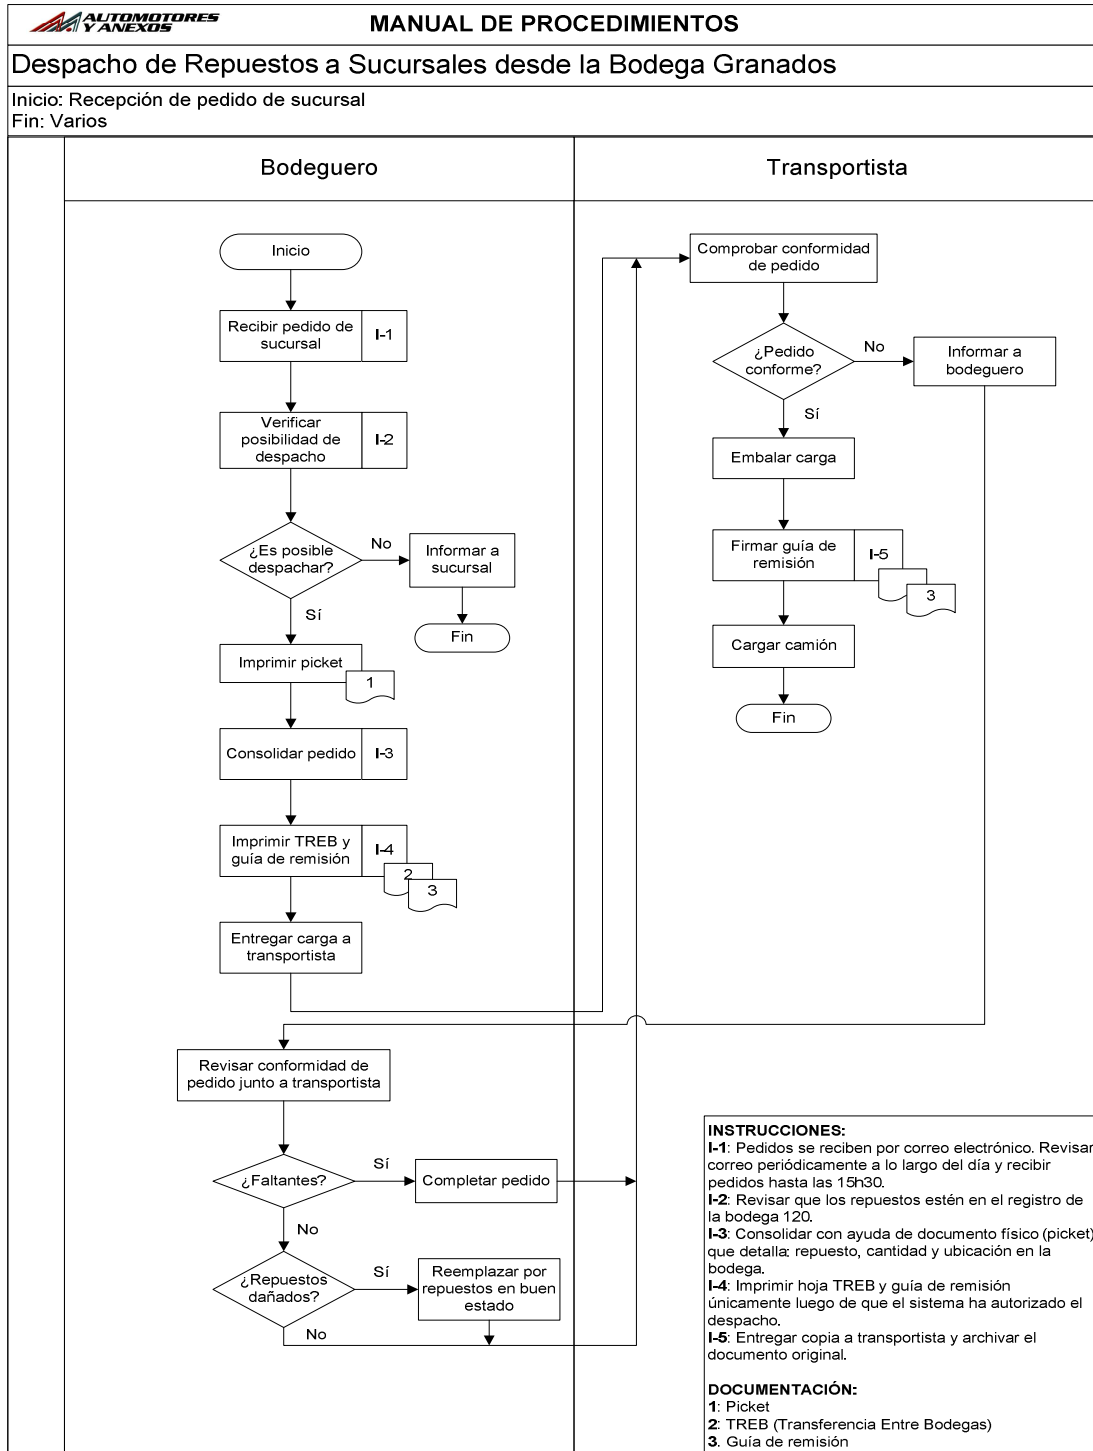 AUTOMOTORES
Y ANEXOS
MANUAL DE PROCEDIMIENTOS
Despacho de Repuestos a Sucursales desde la Bodega Granados
Inicio: Recepción de pedido de sucursal
Fin: Varios
Bodeguero
Inicio
Recibir pedido de
sucursal
I-1
Verificar
posibilidad de
despacho
I-2
¿Es posible
despachar?
No
Informar a
sucursal
Fin
Sí
Imprimir picket
1
Consolidar pedido
I-3
Imprimir TREB y
guía de remisión
I-4
2
3
Entregar carga a
transportista
Revisar conformidad de
pedido junto a transportista
¿Faltantes?
Sí
Completar pedido
No
¿Repuestos
dañados?
Sí
Reemplazar por
repuestos en buen
estado
No
Transportista
Comprobar conformidad
de pedido
¿Pedido
conforme?
No
Informar a
bodeguero
Sí
Embalar carga
Firmar guía de
remisión
I-5
3
Cargar camión
Fin
INSTRUCCIONES:
I-1: Pedidos se reciben por correo electrónico. Revisar
correo periódicamente a lo largo del día y recibir
pedidos hasta las 15h30.
I-2: Revisar que los repuestos estén en el registro de
la bodega 120.
I-3: Consolidar con ayuda de documento físico (picket)
que detalla: repuesto, cantidad y ubicación en la
bodega.
I-4: Imprimir hoja TREB y guía de remisión
únicamente luego de que el sistema ha autorizado el
despacho.
I-5: Entregar copia a transportista y archivar el
documento original.
DOCUMENTACIÓN:
1: Picket
2: TREB (Transferencia Entre Bodegas)
3. Guía de remisión